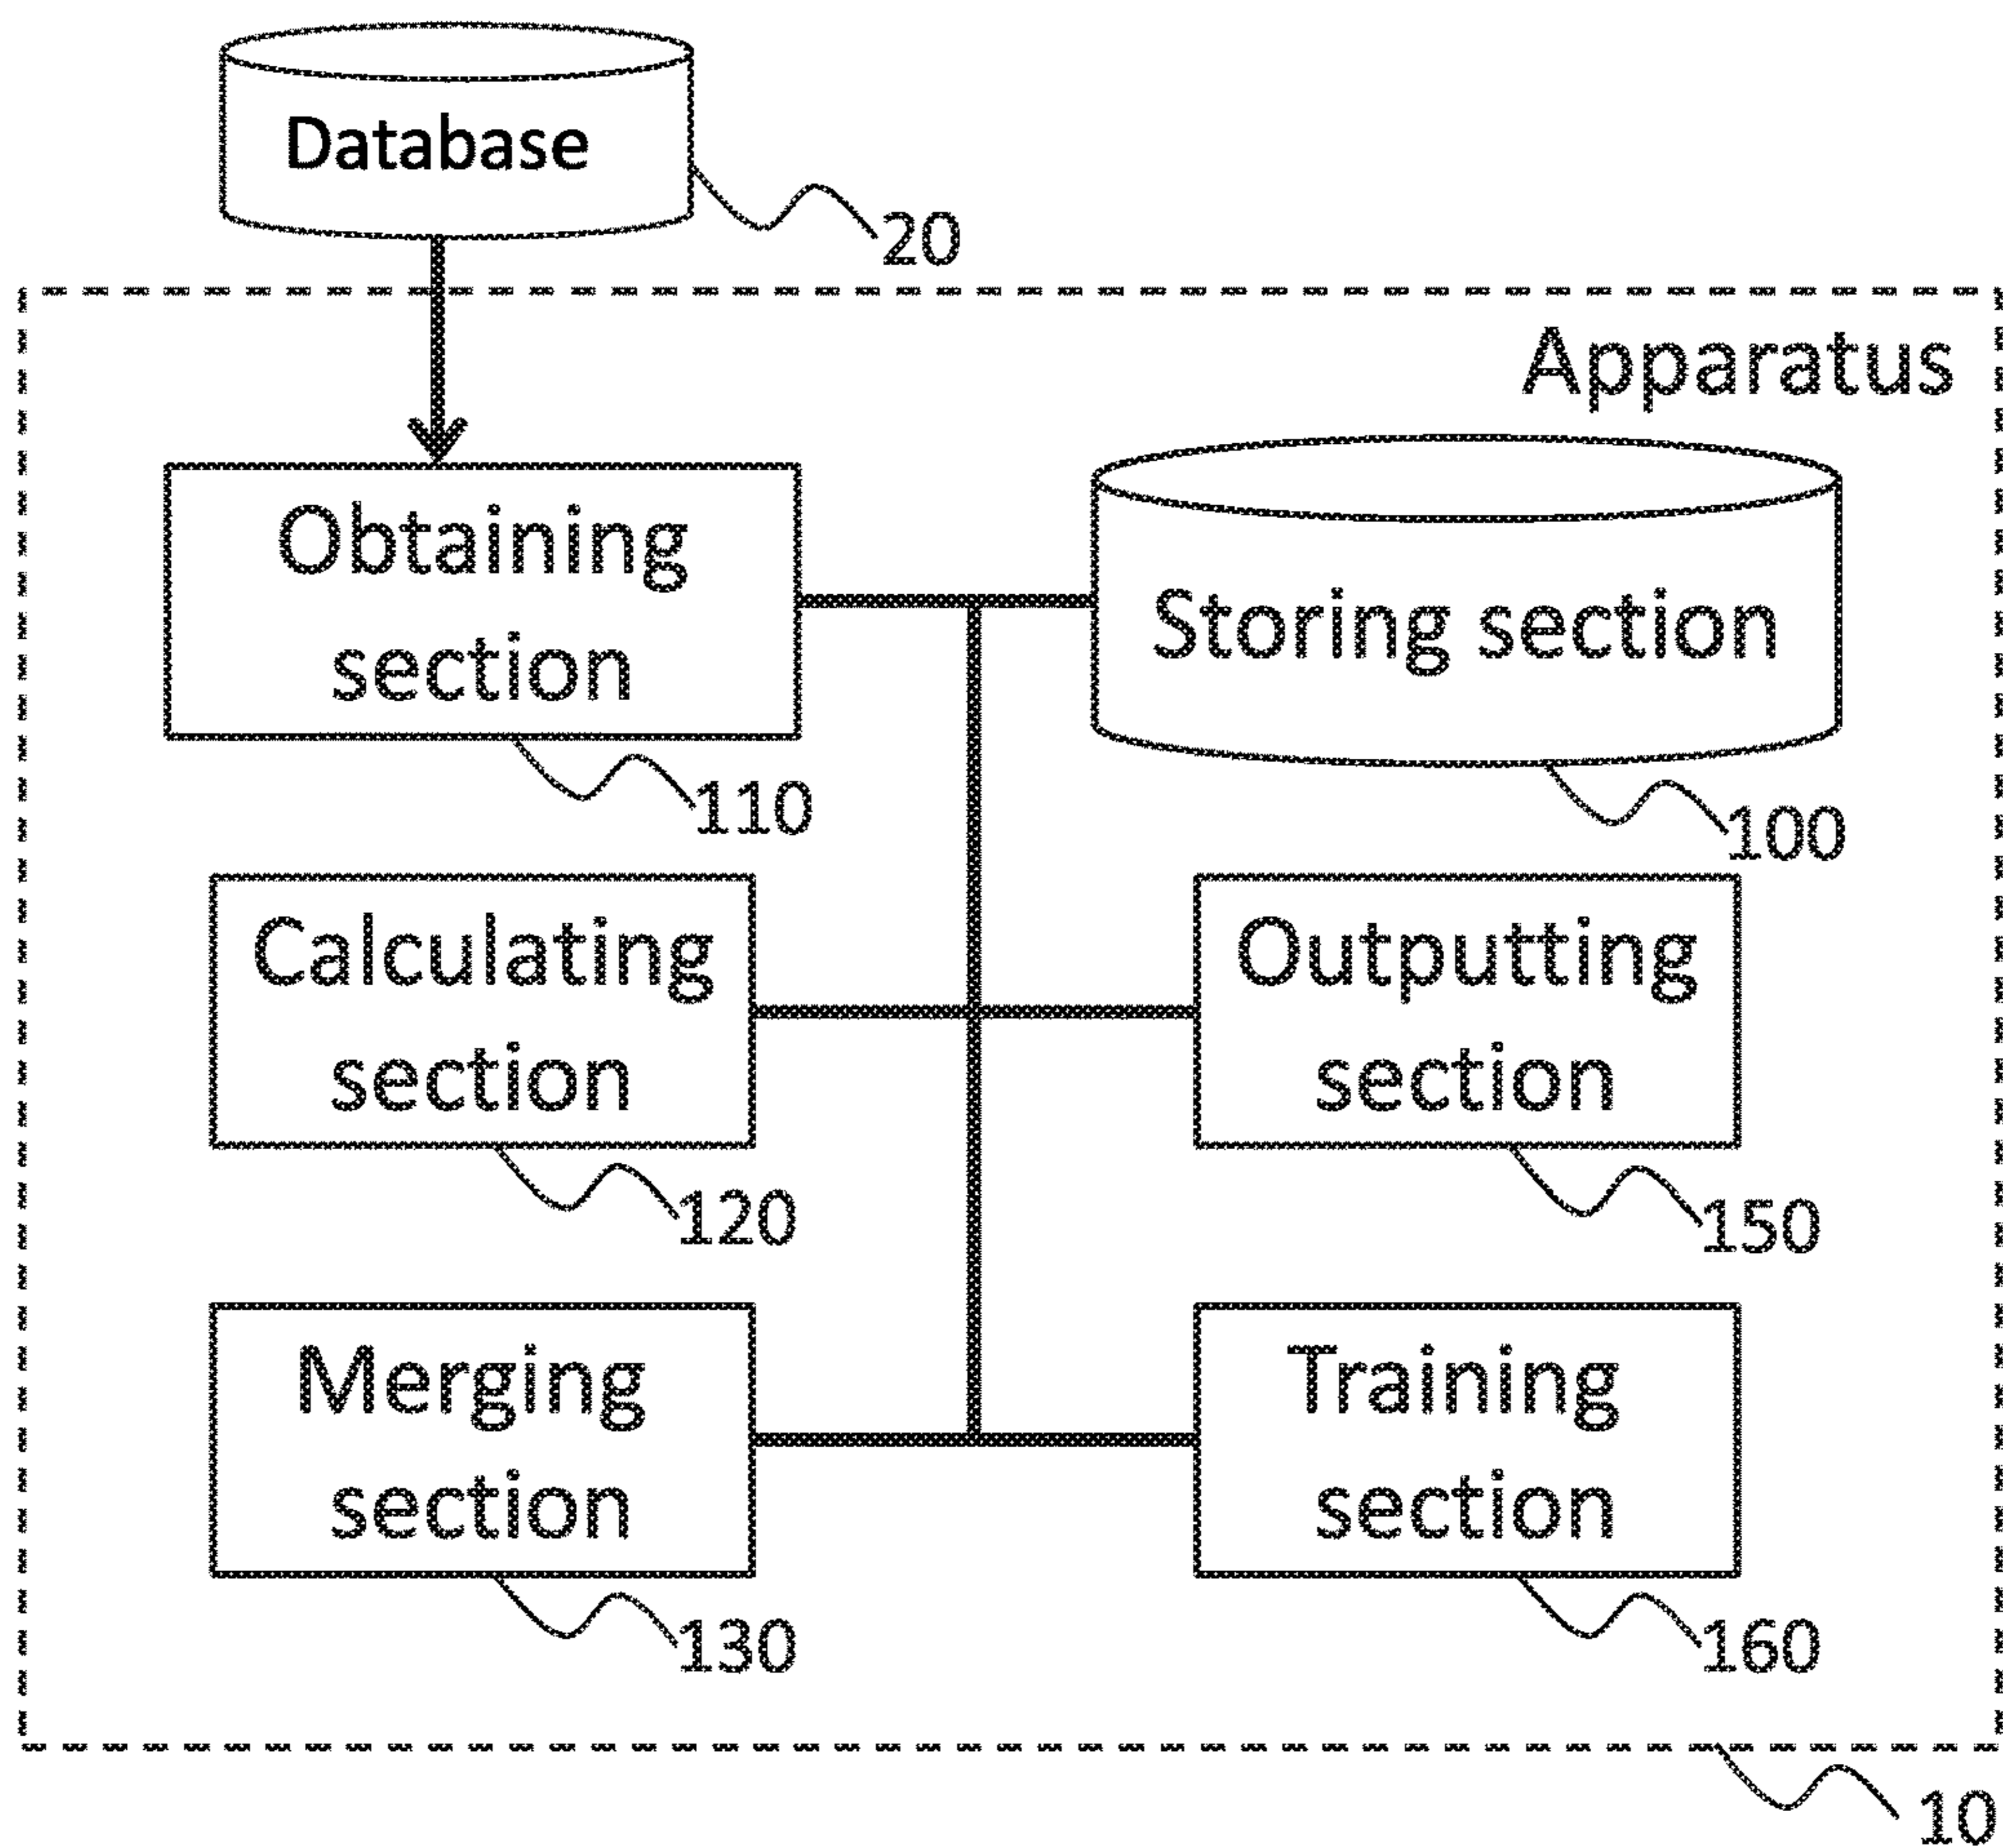 Database
20
Apparatus
Obtaining
section
110
Storing section
100
Calculating
section
120
Outputting
section
150
Merging
section
130
Training
section
160
10